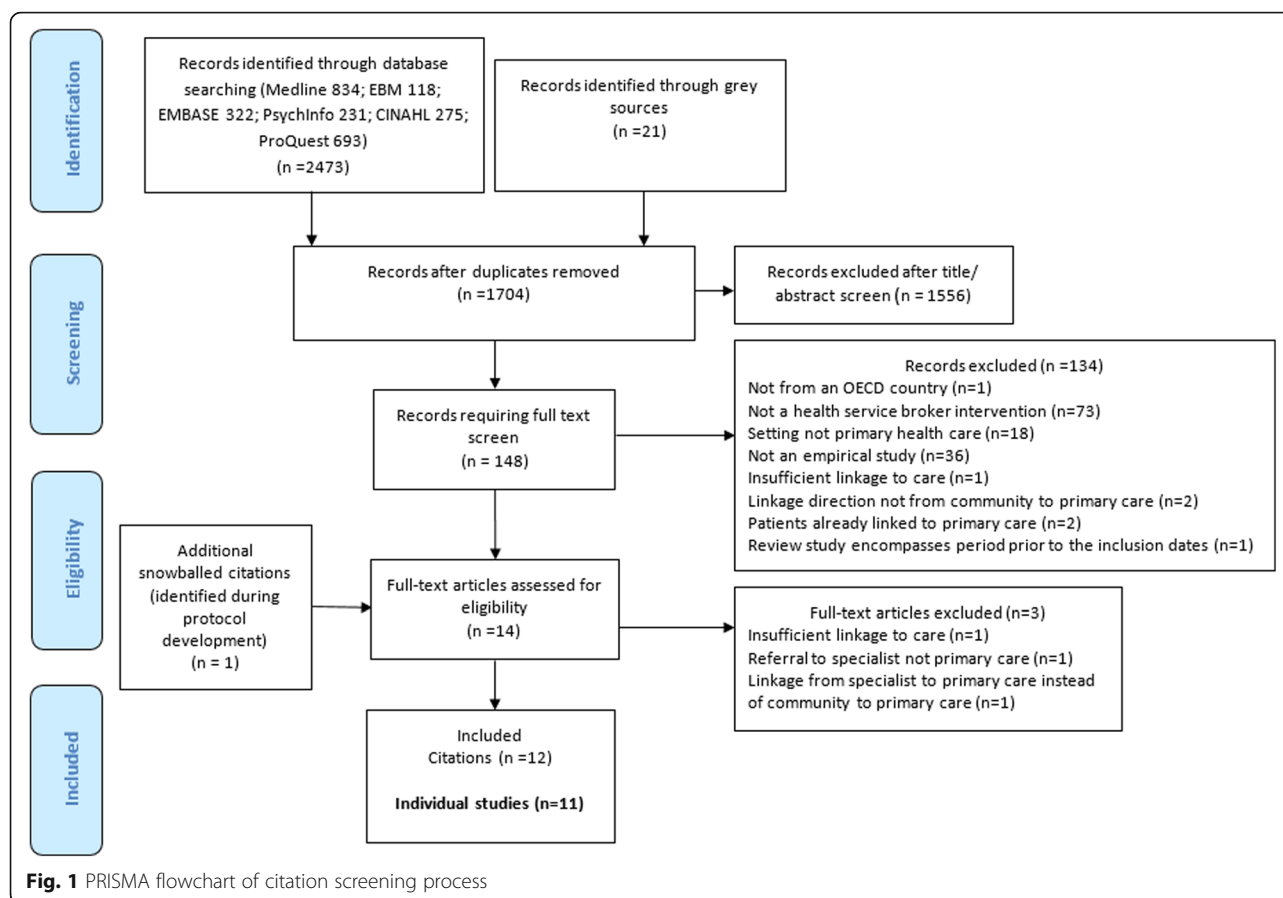 Identification
Records identified through database
searching (Medline 834; EBM 118;
EMBASE 322; PsychInfo 231; CINAHL 275;
ProQuest 693)
(n =2473)
Records identified through grey
sources
(n =21)
Screening
Records after duplicates removed
(n =1704)
Records excluded after title/
abstract screen (n = 1556)
Records requiring full text
screen
(n = 148)
Records excluded (n =134)
Not from an OECD country (n=1)
Not a health service broker intervention (n=73)
Setting not primary health care (n=18)
Not an empirical study (n=36)
Insufficient linkage to care (n=1)
Linkage direction not from community to primary care (n=2)
Patients already linked to primary care (n=2)
Review study encompasses period prior to the inclusion dates (n=1)
Eligibility
Additional
snowballed citations
(identified during
protocol
development)
(n = 1)
Full-text articles assessed for
eligibility
(n =14)
Full-text articles excluded (n=3)
Insufficient linkage to care (n=1)
Referral to specialist not primary care (n=1)
Linkage from specialist to primary care instead
of community to primary care (n=1)
Included
Included
Citations (n =12)
Individual studies (n=11)
Fig. 1 PRISMA flowchart of citation screening process